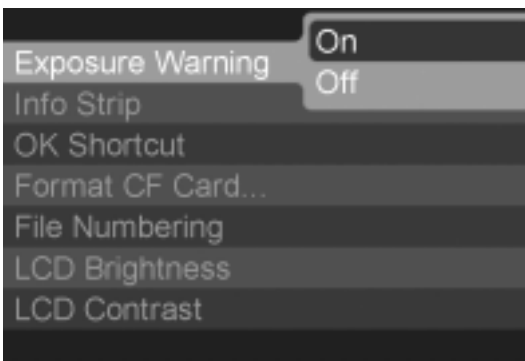 On
Exposure Warning
Off
Info Strip
OK Shortcut
Format CF Card...
File Numbering
LCD Brightness
LCD Contrast